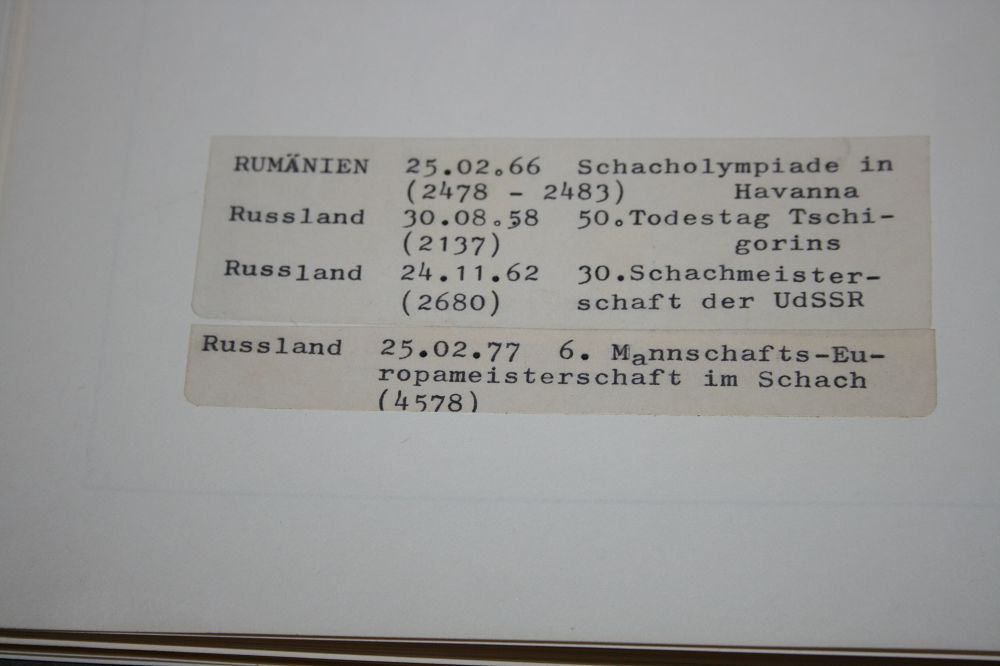 RUMÄNIEN 25.02.66 Schacholympiade in
(2478 - 2483) Havanna
Russland 30.08.58 50.Todestag Tschi-
(2137) gorins
Russland 24.11.62 30.Schachmeister-
(2680) schaft der UdSSR
Russland 25.02.77 6. Mannschafts-Eu-
ropameisterschaft im Schach
(4578)